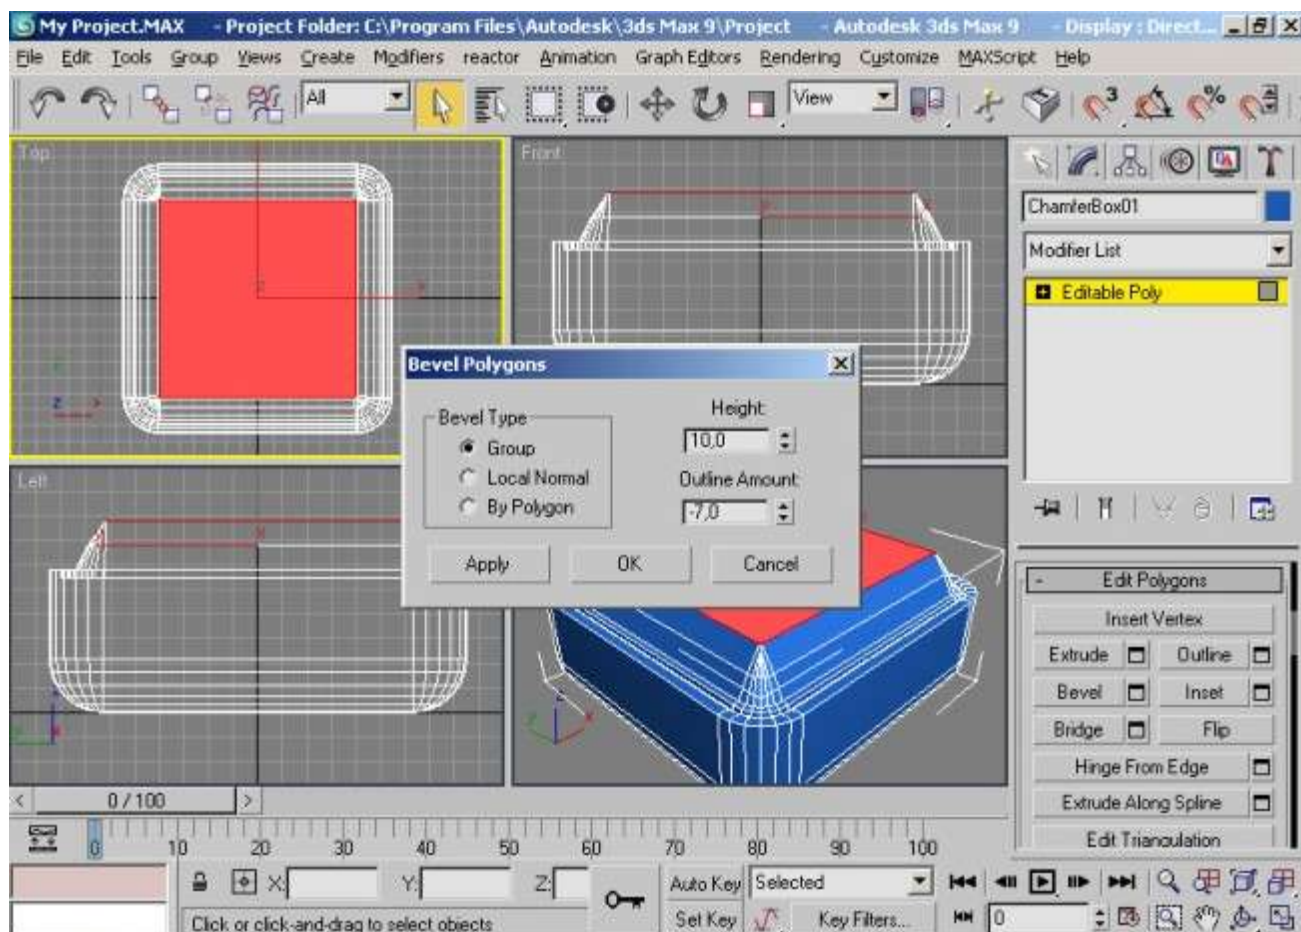 My Project.MAX - Project Folder: C:\Program Files\Autodesk\3ds Max 9\Project - Autodesk 3ds Max 9 - Display : Direct...
File Edit Tools Group Views Create Modifiers reactor Animation Graph Editors Rendering Customize MAXScript Help
All View 3 %
Top
Front
ChamferBox01
Modifier List
Editable Poly
Bevel Polygons
Bevel Type
Group
Local Normal
By Polygon
Height:
10,0
Outline Amount:
-7,0
Apply OK Cancel
Left
- Edit Polygons
Insert Vertex
Extrude Outline
Bevel Inset
Bridge Flip
Hinge From Edge
Extrude Along Spline
Edit Triangulation
< 0 / 100 >
0 10 20 30 40 50 60 70 80 90 100
X: Y: Z: Auto Key Selected
Click or click-and-drag to select objects Set Key Key Filters... 0